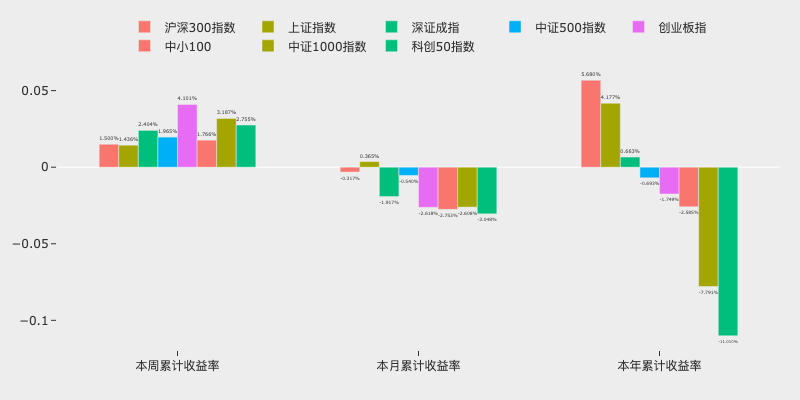 沪深300指数 上证指数 深证成指 中证500指数 创业板指
中小100 中证1000指数 科创50指数
0.05
0
−0.05
−0.1
1.500% 1.436% 2.404% 1.965% 4.101% 1.766% 3.187% 2.755%
-0.317% 0.365% -1.917% -0.540% -2.618% -2.753% -2.608% -3.048%
5.680% 4.177% 0.663% -0.693% -1.749% -2.585% -7.791% -11.010%
本周累计收益率 本月累计收益率 本年累计收益率